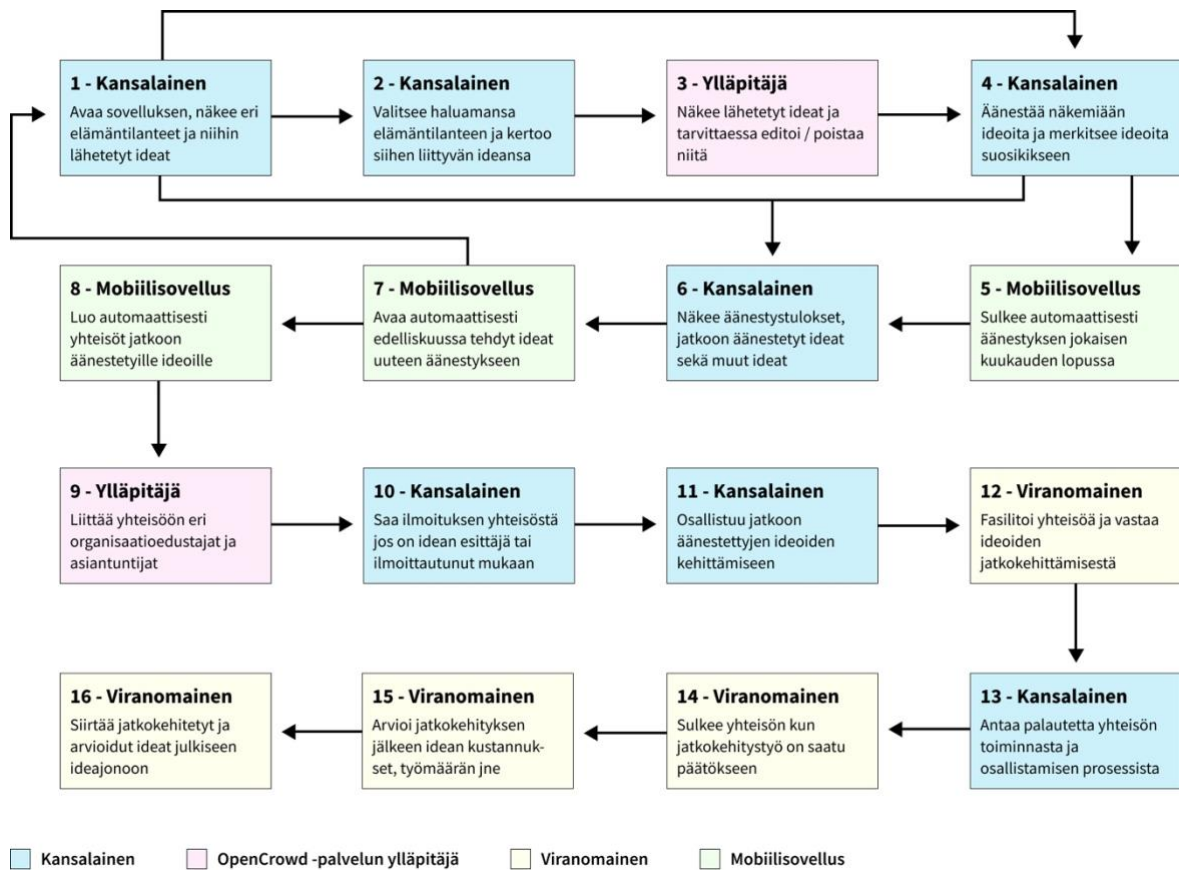 1 - Kansalainen
Avaa sovelluksen, näkee eri
elämäntilanteet ja niihin
lähetetyt ideat
2 - Kansalainen
Valitsee haluamansa
elämäntilanteen ja kertoo
siihen liittyvän ideansa
3 - Ylläpitäjä
Näkee lähetetyt ideat ja
tarvittaessa editoi / poistaa
niitä
4 - Kansalainen
Äänestää näkemiään
ideoita ja merkitsee ideoita
suosikikseen
8 - Mobiilisovellus
Luo automaattisesti
yhteisöt jatkoon
äänestetyille ideoille
7 - Mobiilisovellus
Avaa automaattisesti
edelliskuussa tehdyt ideat
uuteen äänestykseen
6 - Kansalainen
Näkee äänestystulokset,
jatkoon äänestetyt ideat
sekä muut ideat
5 - Mobiilisovellus
Sulkee automaattisesti
äänestyksen jokaisen
kuukauden lopussa
9 - Ylläpitäjä
Liittää yhteisöön eri
organisaatioedustajat ja
asiantuntijat
10 - Kansalainen
Saa ilmoituksen yhteisöstä
jos on idean esittäjä tai
ilmoittautunut mukaan
11 - Kansalainen
Osallistuu jatkoon
äänestettyjen ideoiden
kehittämiseen
12 - Viranomainen
Fasilitoi yhteisöä ja vastaa
ideoiden
jatkokehittämisestä
16 - Viranomainen
Siirtää jatkokehitetyt ja
arvioidut ideat julkiseen
ideajonoon
15 - Viranomainen
Arvioi jatkokehityksen
jälkeen idean kustannuk-
set, työmäärän jne
14 - Viranomainen
Sulkee yhteisön kun
jatkokehitystyö on saatu
päätökseen
13 - Kansalainen
Antaa palautetta yhteisön
toiminnasta ja
osallistamisen prosessista
Kansalainen
OpenCrowd -palvelun ylläpitäjä
Viranomainen
Mobiilisovellus